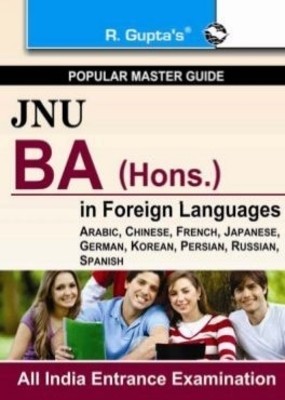 R. Gupta's®
POPULAR MASTER GUIDE
JNU
BA (Hons.)
in Foreign Languages
ARABIC, CHINESE, FRENCH, JAPANESE,
GERMAN, KOREAN, PERSIAN, RUSSIAN,
SPANISH
All India Entrance Examination